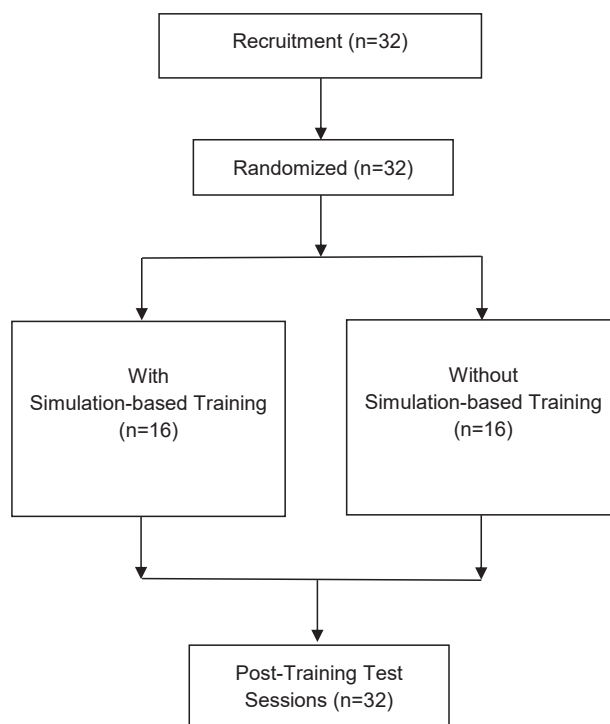 Recruitment (n=32)
Randomized (n=32)
With
Simulation-based Training
(n=16)
Without
Simulation-based Training
(n=16)
Post-Training Test
Sessions (n=32)